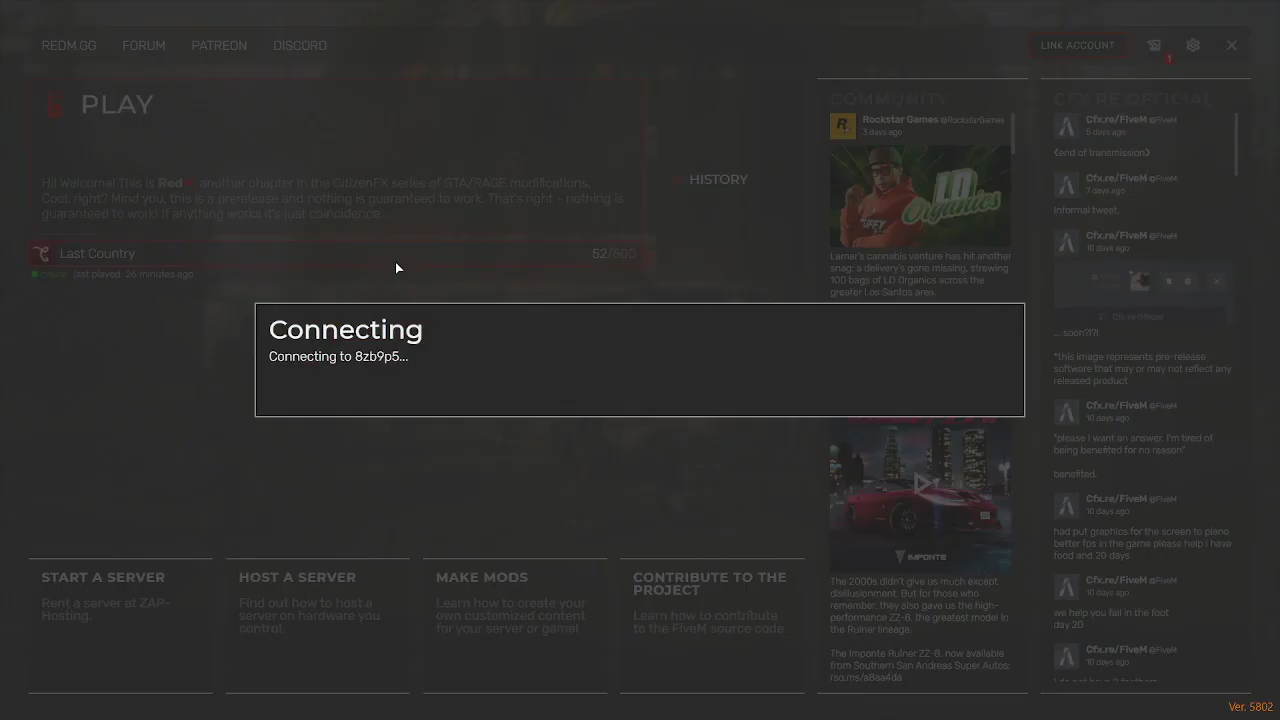 REDM.GG
FORUM
PATREON
DISCORD
LINK ACCOUNT
1
PLAY
Hi! Welcome! This is RedM, another chapter in the CitizenFX series of GTA/RAGE modifications.
Cool, right? Mind you, this is a prerelease and nothing is guaranteed to work. That's right - nothing is
guaranteed to work! If anything works it's just coincidence...
Last Country
52/500
last played: 26 minutes ago
HISTORY
Connecting
Connecting to 8zb9p5...
START A SERVER
Rent a server at ZAP-
Hosting.
HOST A SERVER
Find out how to host a
server on hardware you
control.
MAKE MODS
Learn how to create your
own customized content
for your server or game!
CONTRIBUTE TO THE
PROJECT
Learn how to contribute
to the FiveM source code.
COMMUNITY
Rockstar Games @RockstarGames
3 days ago
LD
Organics
Lamar's cannabis venture has hit another
snag: a delivery's gone missing, strewing
100 bags of LD Organics across the
greater Los Santos area.
IMPONTE
The 2000s didn't give us much except
disillusionment. But for those who
remember, they also gave us the high-
performance ZZ-8, the greatest model in
the Ruiner lineage.
The Imponte Ruiner ZZ-8, now available
from Southern San Andreas Super Autos:
rsg.ms/a8aa4da
CFX.RE OFFICIAL
Cfx.re/FiveM @FiveM
5 days ago
<end of transmission>
Cfx.re/FiveM @FiveM
7 days ago
Informal tweet.
Cfx.re/FiveM @FiveM
10 days ago
... soon?!?!
*this image represents pre-release
software that may or may not reflect any
released product
Cfx.re/FiveM @FiveM
10 days ago
"please I want an answer, I'm tired of
being benefited for no reason"
benefited.
Cfx.re/FiveM @FiveM
10 days ago
had put graphics for the screen to piano
better fps in the game please help i have
food and 20 days
Cfx.re/FiveM @FiveM
10 days ago
we help you fall in the foot
day 20
Cfx.re/FiveM @FiveM
10 days ago
Ver. 5802